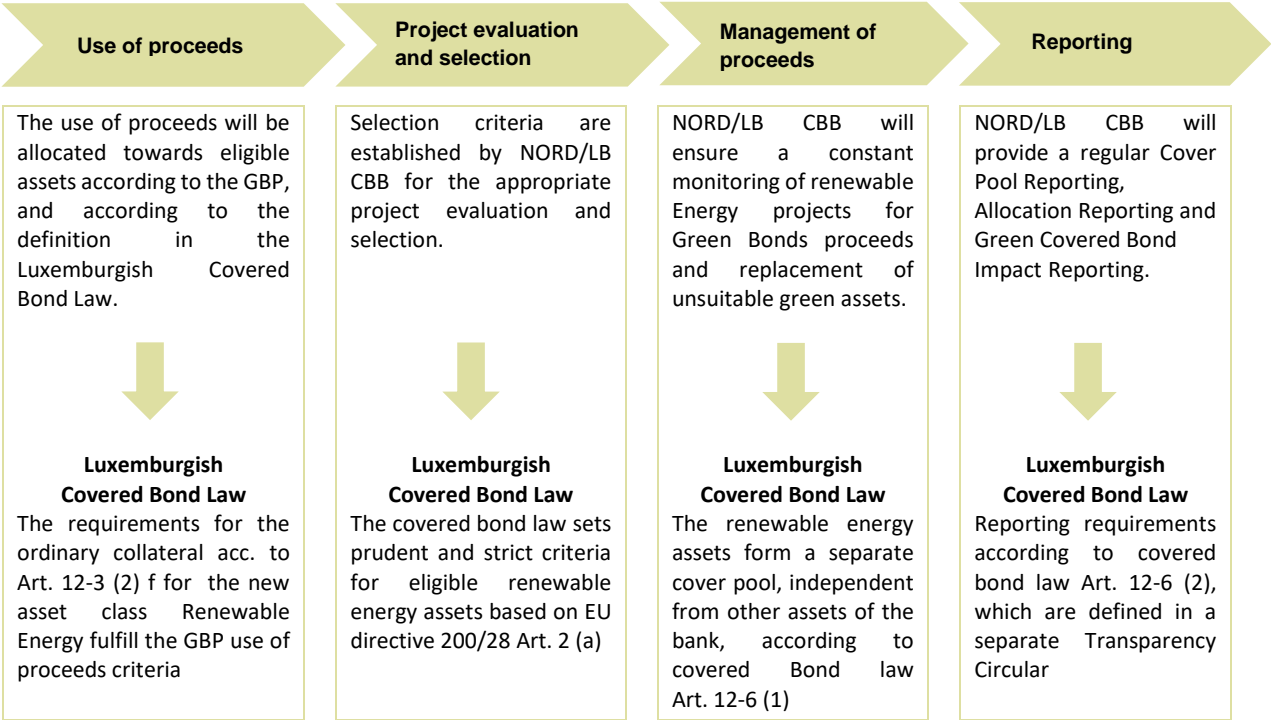 Use of proceeds
Project evaluation
and selection
Management of
proceeds
Reporting
The use of proceeds will be
allocated towards eligible
assets according to the GBP,
and according to the
definition in the
Luxemburgish Covered
Bond Law.
Luxemburgish
Covered Bond Law
The requirements for the
ordinary collateral acc. to
Art. 12-3 (2) f for the new
asset class Renewable
Energy fulfill the GBP use of
proceeds criteria
Selection criteria are
established by NORD/LB
CBB for the appropriate
project evaluation and
selection.
Luxemburgish
Covered Bond Law
The covered bond law sets
prudent and strict criteria
for eligible renewable
energy assets based on EU
directive 200/28 Art. 2 (a)
NORD/LB CBB will
ensure a constant
monitoring of renewable
Energy projects for
Green Bonds proceeds
and replacement of
unsuitable green assets.
Luxemburgish
Covered Bond Law
The renewable energy
assets form a separate
cover pool, independent
from other assets of the
bank, according to
covered Bond law
Art. 12-6 (1)
NORD/LB CBB will
provide a regular Cover
Pool Reporting,
Allocation Reporting and
Green Covered Bond
Impact Reporting.
Luxemburgish
Covered Bond Law
Reporting requirements
according to covered
bond law Art. 12-6 (2),
which are defined in a
separate Transparency
Circular